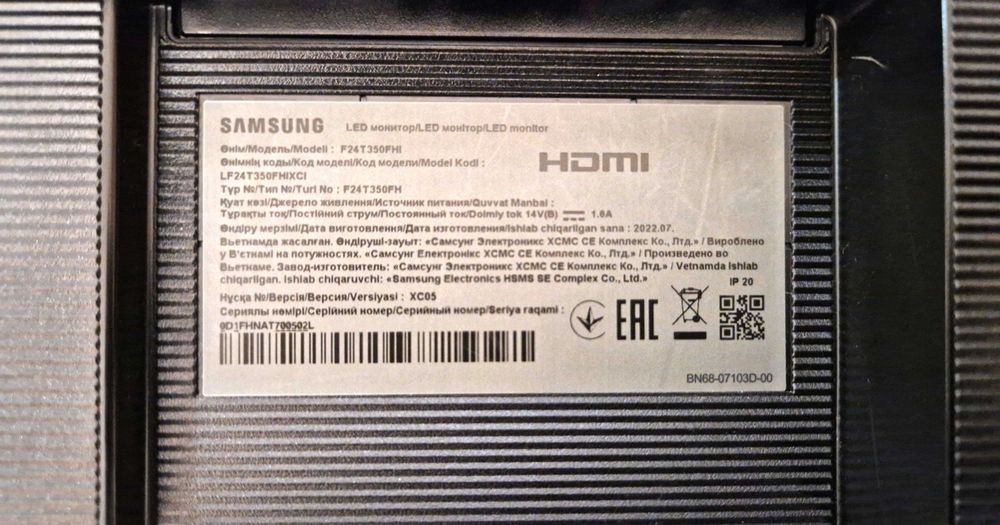 SAMSUNG LED монитор/LED монітор/LED monitor
Өнім/Модель/Modeli : F24T350FHI
HDMI
Өнімнің коды/Код моделі/Код модели/Model Kodi :
LF24T350FHIXCI
Түр №/Тип №/Turi No : F24T350FH
Қуат көзі/Джерело живлення/Источник питания/Quvvat Manbai :
Тұрақты ток/Постійний струм/Постоянный ток/Doimiy tok 14V(В) 1.6A
Өндіру мерзімі/Дата виготовлення/Дата изготовления/Ishlab chiqarilgan sana : 2022.07.
Вьетнамда жасалған. Өндіруші-зауыт: «Самсунг Электроникс ХСМС СЕ Комплекс Ко., Лтд.» / Вироблено
у В'єтнамі на потужностях. «Самсунг Електронікс ХСМС СЕ Комплекс Ко., Лтд.» / Произведено во
Вьетнаме. Завод-изготовитель: «Самсунг Электроникс ХСМС СЕ Комплекс Ко., Лтд.» / Vetnamda ishlab
chiqarilgan. Ishlab chiqaruvchi: «Samsung Electronics HSMS SE Complex Co., Ltd.»
IP 20
Нұсқа №/Версія/Версия/Versiyasi : XC05
Сериялы нөмірі/Серійний номер/Серийный номер/Seriya raqami :
0D1FHNAT700502L
EAC
BN68-07103D-00